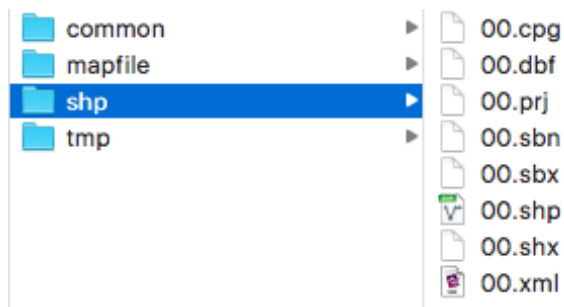 common
mapfile
shp
tmp
00.cpg
00.dbf
00.prj
00.sbn
00.sbx
00.shp
00.shx
00.xml